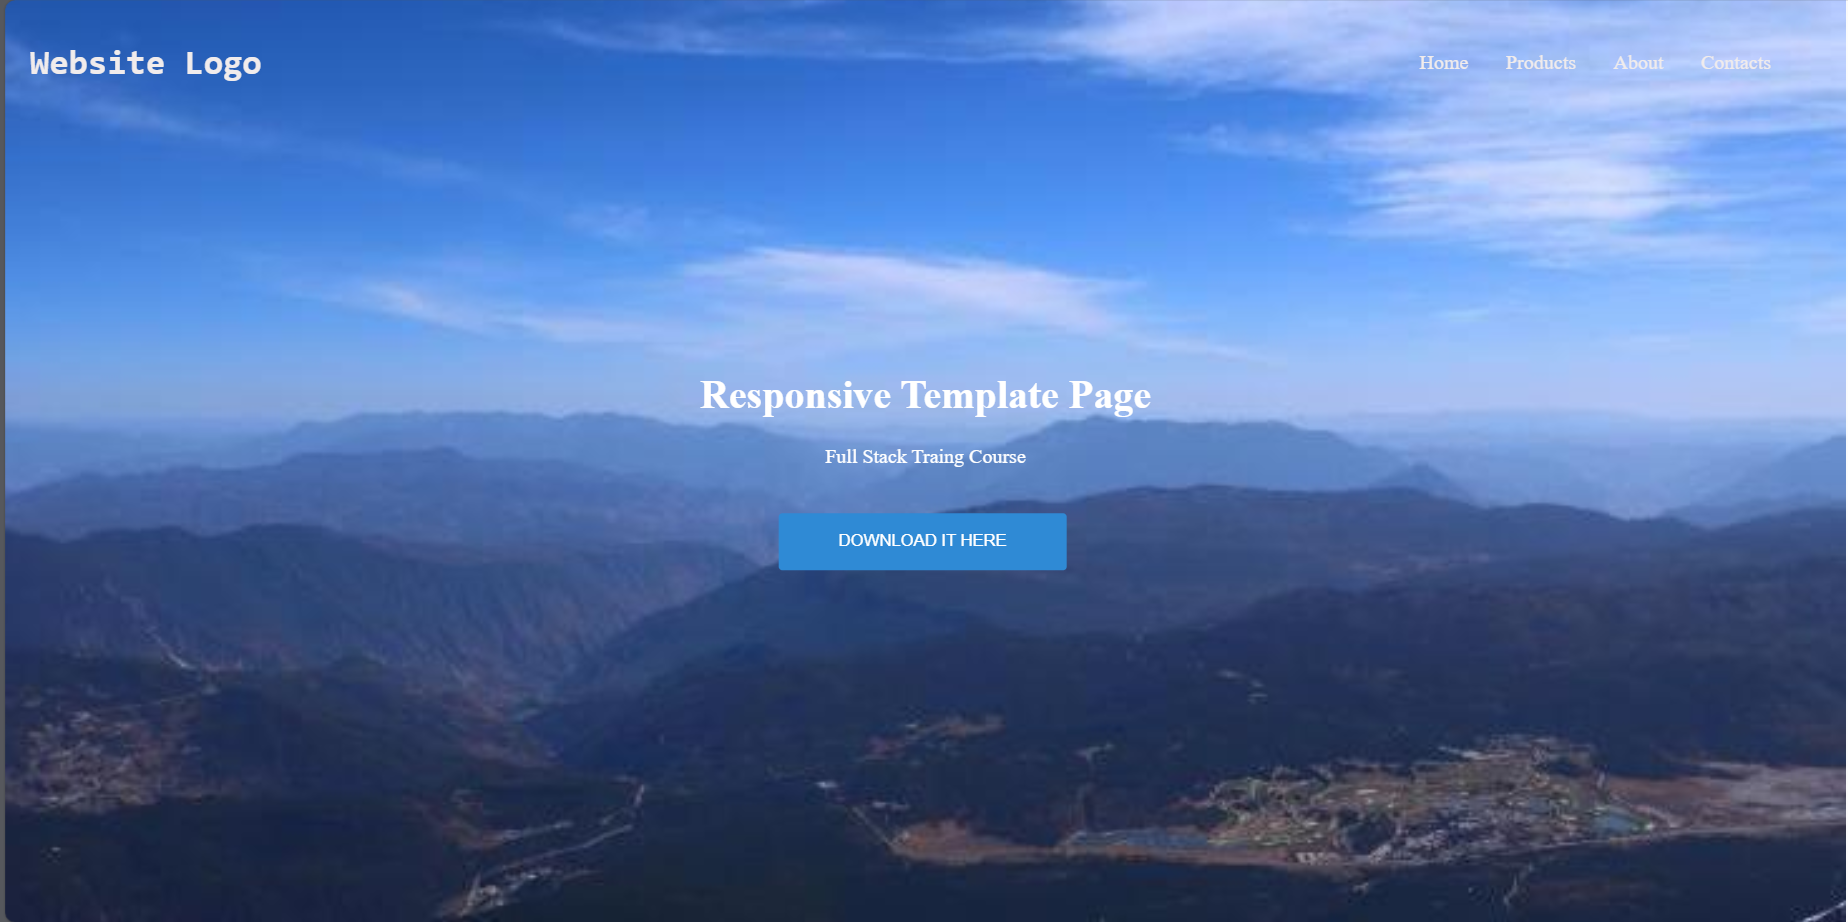 Website Logo
Home Products About Contacts
Responsive Template Page
Full Stack Traing Course
DOWNLOAD IT HERE